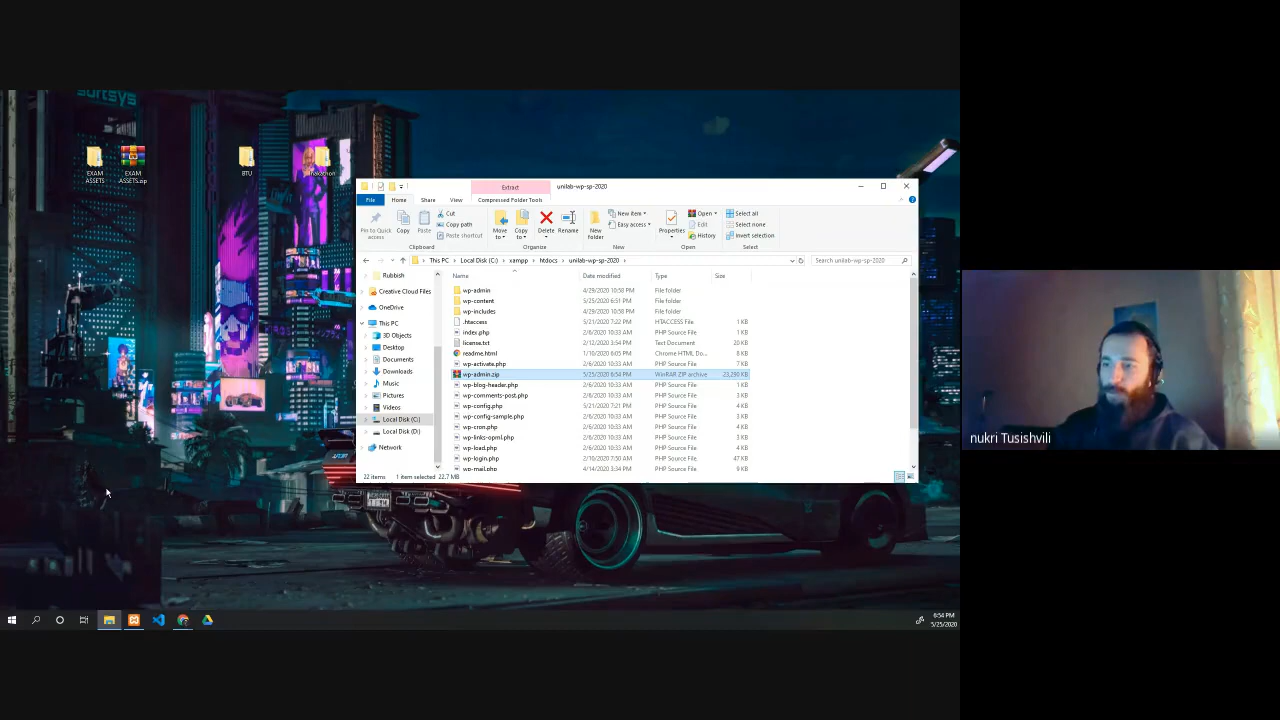 surtsys
EXAM
ASSETS
EXAM
ASSETS.zip
BTU
hakathon
Extract
unilab-wp-sp-2020
File
Home
Share
View
Compressed Folder Tools
Pin to Quick
access
Copy
Paste
Cut
Copy path
Paste shortcut
Clipboard
Move
to
Copy
to
Delete
Rename
Organize
New
folder
New item
Easy access
New
Properties
Open
Edit
History
Open
Select all
Select none
Invert selection
Select
This PC
Local Disk (C:)
xampp
htdocs
unilab-wp-sp-2020
Search unilab-wp-sp-2020
Rubbish
Creative Cloud Files
OneDrive
This PC
3D Objects
Desktop
Documents
Downloads
Music
Pictures
Videos
Local Disk (C:)
Local Disk (D:)
Network
Name Date modified Type Size
wp-admin 4/29/2020 10:58 PM File folder
wp-content 5/25/2020 6:51 PM File folder
wp-includes 4/29/2020 10:58 PM File folder
.htaccess 5/21/2020 7:22 PM HTACCESS File 1 KB
index.php 2/6/2020 10:33 AM PHP Source File 1 KB
license.txt 2/12/2020 3:54 PM Text Document 20 KB
readme.html 1/10/2020 6:05 PM Chrome HTML Do... 8 KB
wp-activate.php 2/6/2020 10:33 AM PHP Source File 7 KB
wp-admin.zip 5/25/2020 6:54 PM WinRAR ZIP archive 23,290 KB
wp-blog-header.php 2/6/2020 10:33 AM PHP Source File 1 KB
wp-comments-post.php 2/6/2020 10:33 AM PHP Source File 3 KB
wp-config.php 5/21/2020 7:21 PM PHP Source File 4 KB
wp-config-sample.php 2/6/2020 10:33 AM PHP Source File 3 KB
wp-cron.php 2/6/2020 10:33 AM PHP Source File 4 KB
wp-links-opml.php 2/6/2020 10:33 AM PHP Source File 3 KB
wp-load.php 2/6/2020 10:33 AM PHP Source File 4 KB
wp-login.php 2/10/2020 7:50 AM PHP Source File 47 KB
wp-mail.php 4/14/2020 3:34 PM PHP Source File 9 KB
22 items
1 item selected 22.7 MB
nukri Tusishvili
6:54 PM
5/25/2020